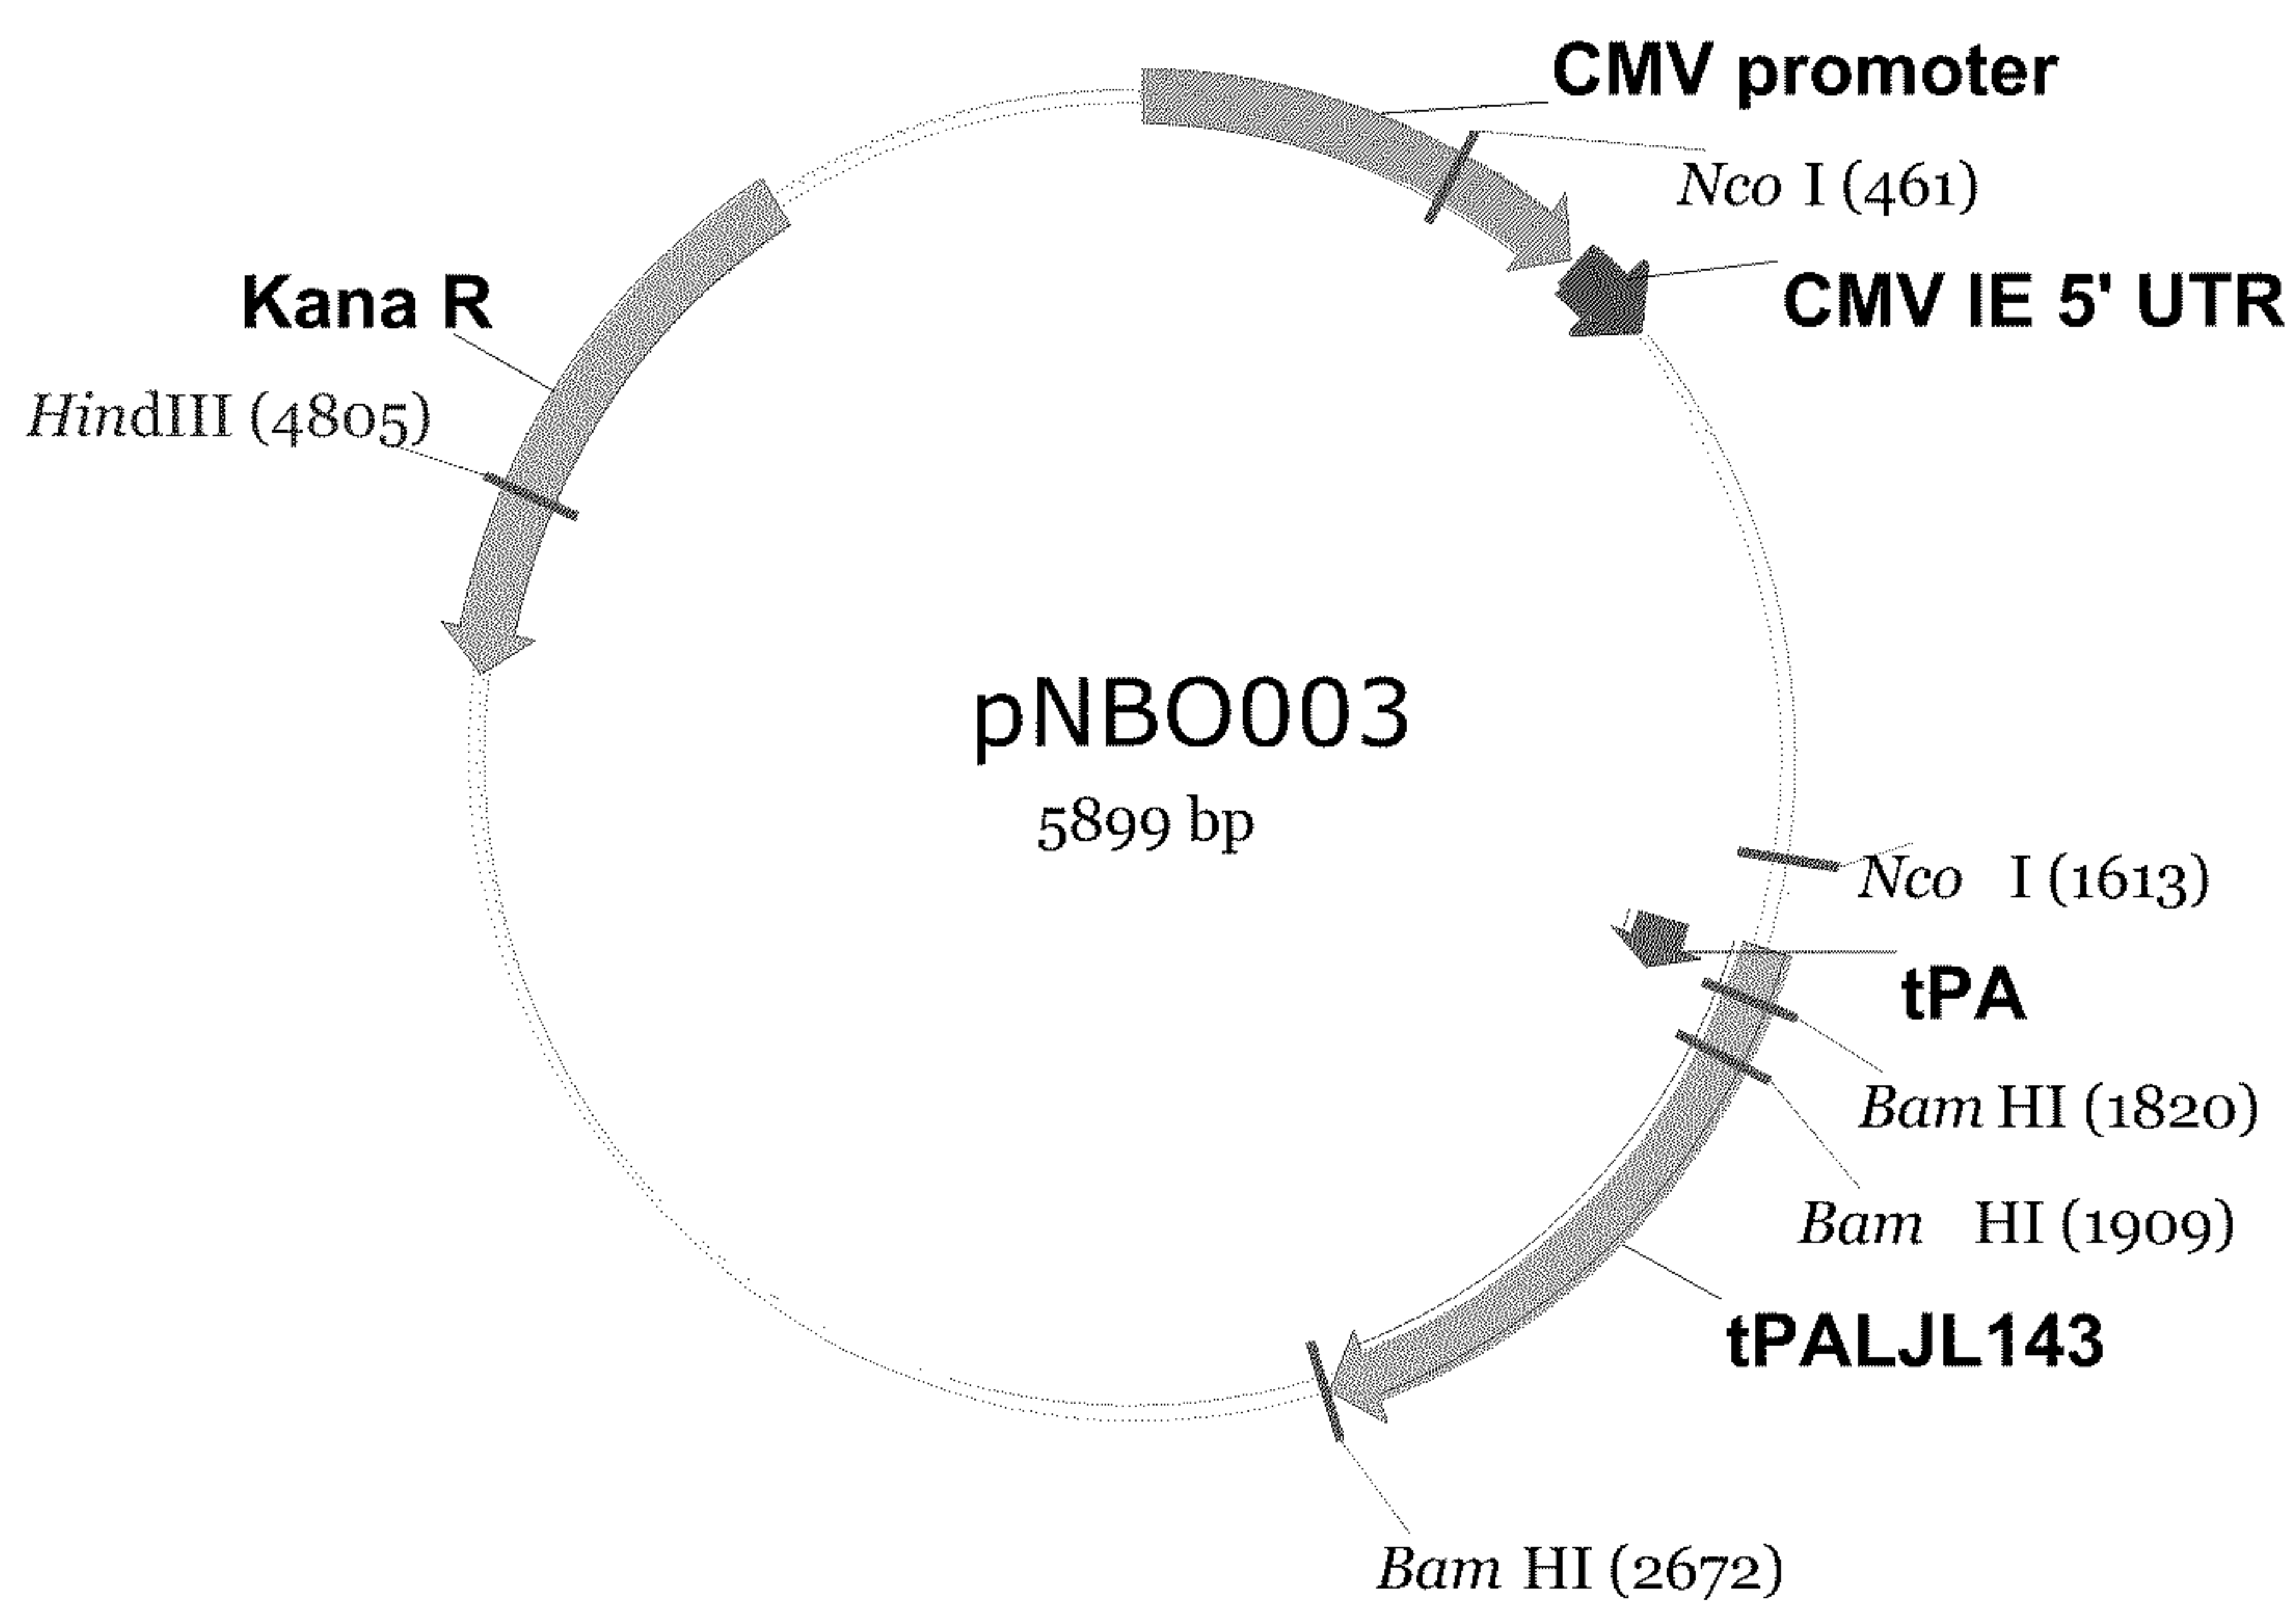 CMV promoter
Nco I (461)
CMV IE 5' UTR
Kana R
HindIII (4805)
pNBO003
5899 bp
Nco I (1613)
tPA
Bam HI (1820)
Bam HI (1909)
tPALJL143
Bam HI (2672)